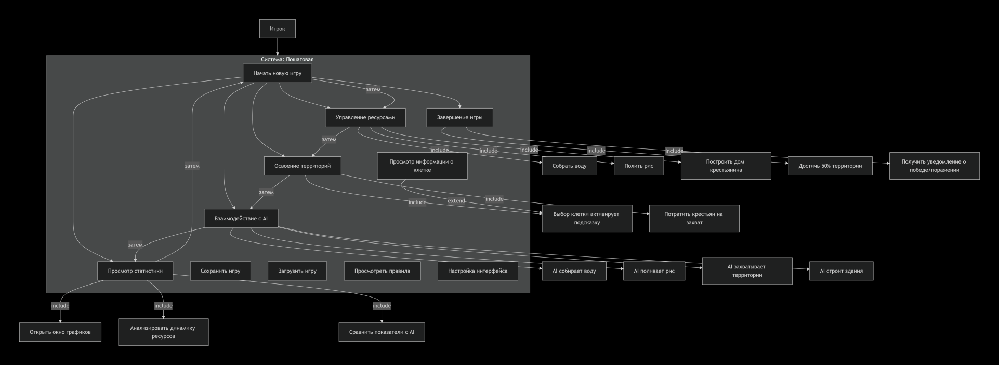 Игрок
Система: Пошаговая
Начать новую игру
затем
Управление ресурсами
Завершение игры
затем
include
include
include
include
include
Просмотр информации о
клетке
Освоение территорий
затем
Собрать воду
Полить рис
Построить дом
крестьянина
Достичь 50% территории
Получить уведомление о
победе/поражении
затем
include
extend
include
Взаимодействие с AI
Выбор клетки активирует
подсказку
Потратить крестьян на
захват
затем
Просмотр статистики
Сохранить игру
Загрузить игру
Просмотреть правила
Настройка интерфейса
AI собирает воду
AI поливает рис
AI захватывает
территории
AI строит здания
include
include
include
Открыть окно графиков
Анализировать динамику
ресурсов
Сравнить показатели с AI